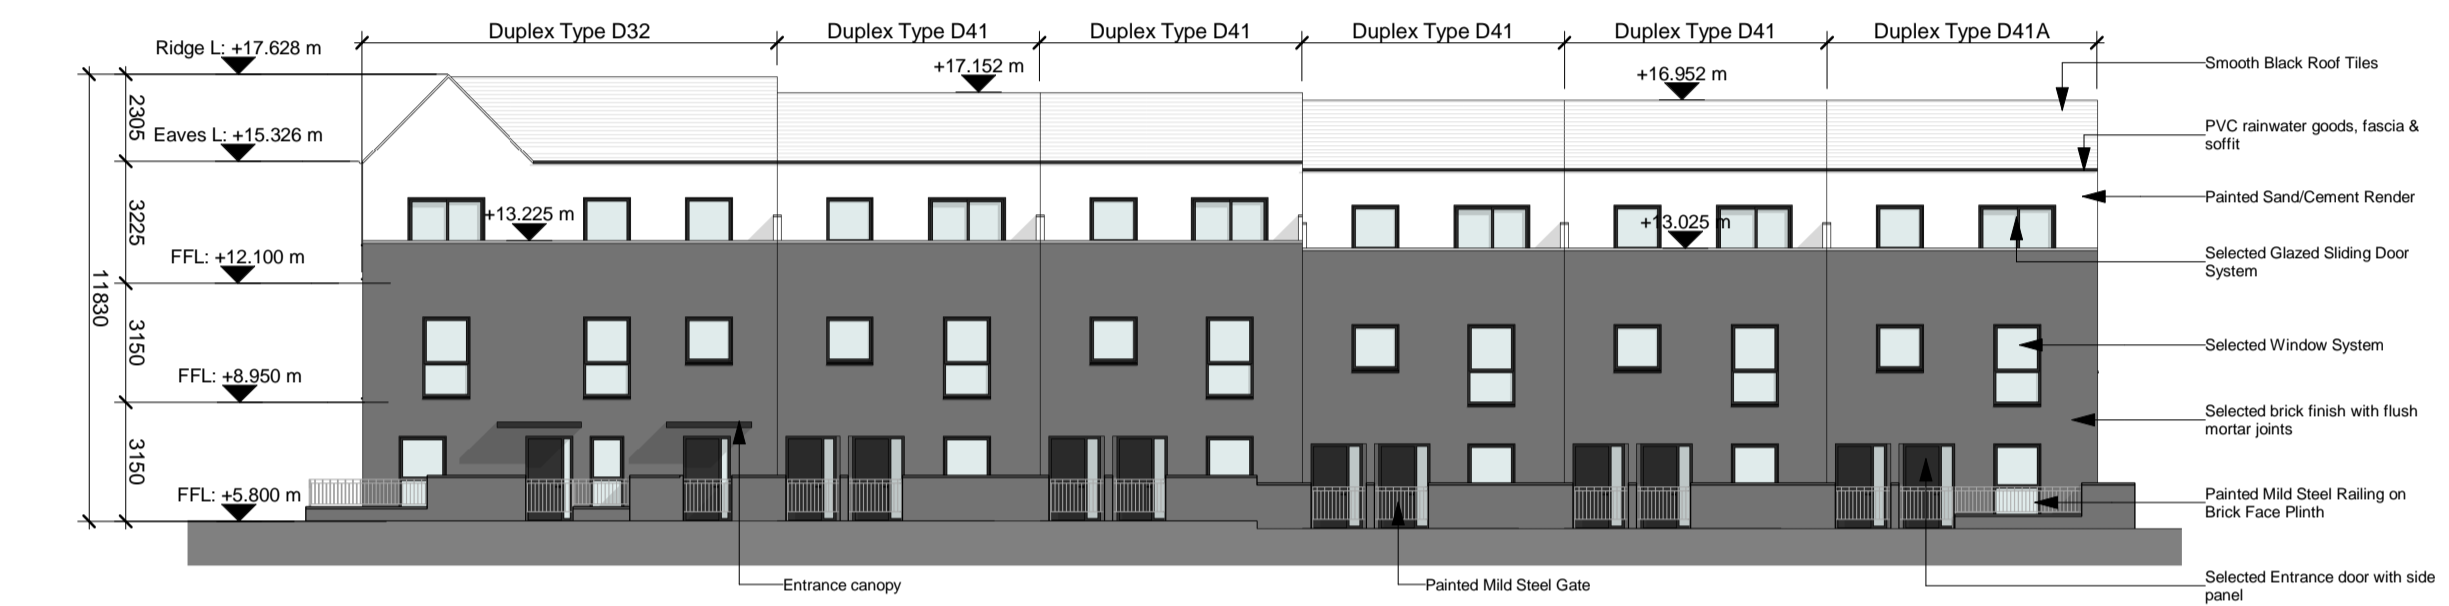 Duplex Type D32
Duplex Type D41
Duplex Type D41
Duplex Type D41
Duplex Type D41
Duplex Type D41A
Ridge L: +17.628 m
+17.152 m
+16.952 m
Smooth Black Roof Tiles
2305
Eaves L: +15.326 m
PVC rainwater goods, fascia &
soffit
Painted Sand/Cement Render
3225
+13.225 m
+13.025 m
FFL: +12.100 m
Selected Glazed Sliding Door
System
11830
3150
Selected Window System
FFL: +8.950 m
Selected brick finish with flush
mortar joints
3150
FFL: +5.800 m
Painted Mild Steel Railing on
Brick Face Plinth
Entrance canopy
Painted Mild Steel Gate
Selected Entrance door with side
panel